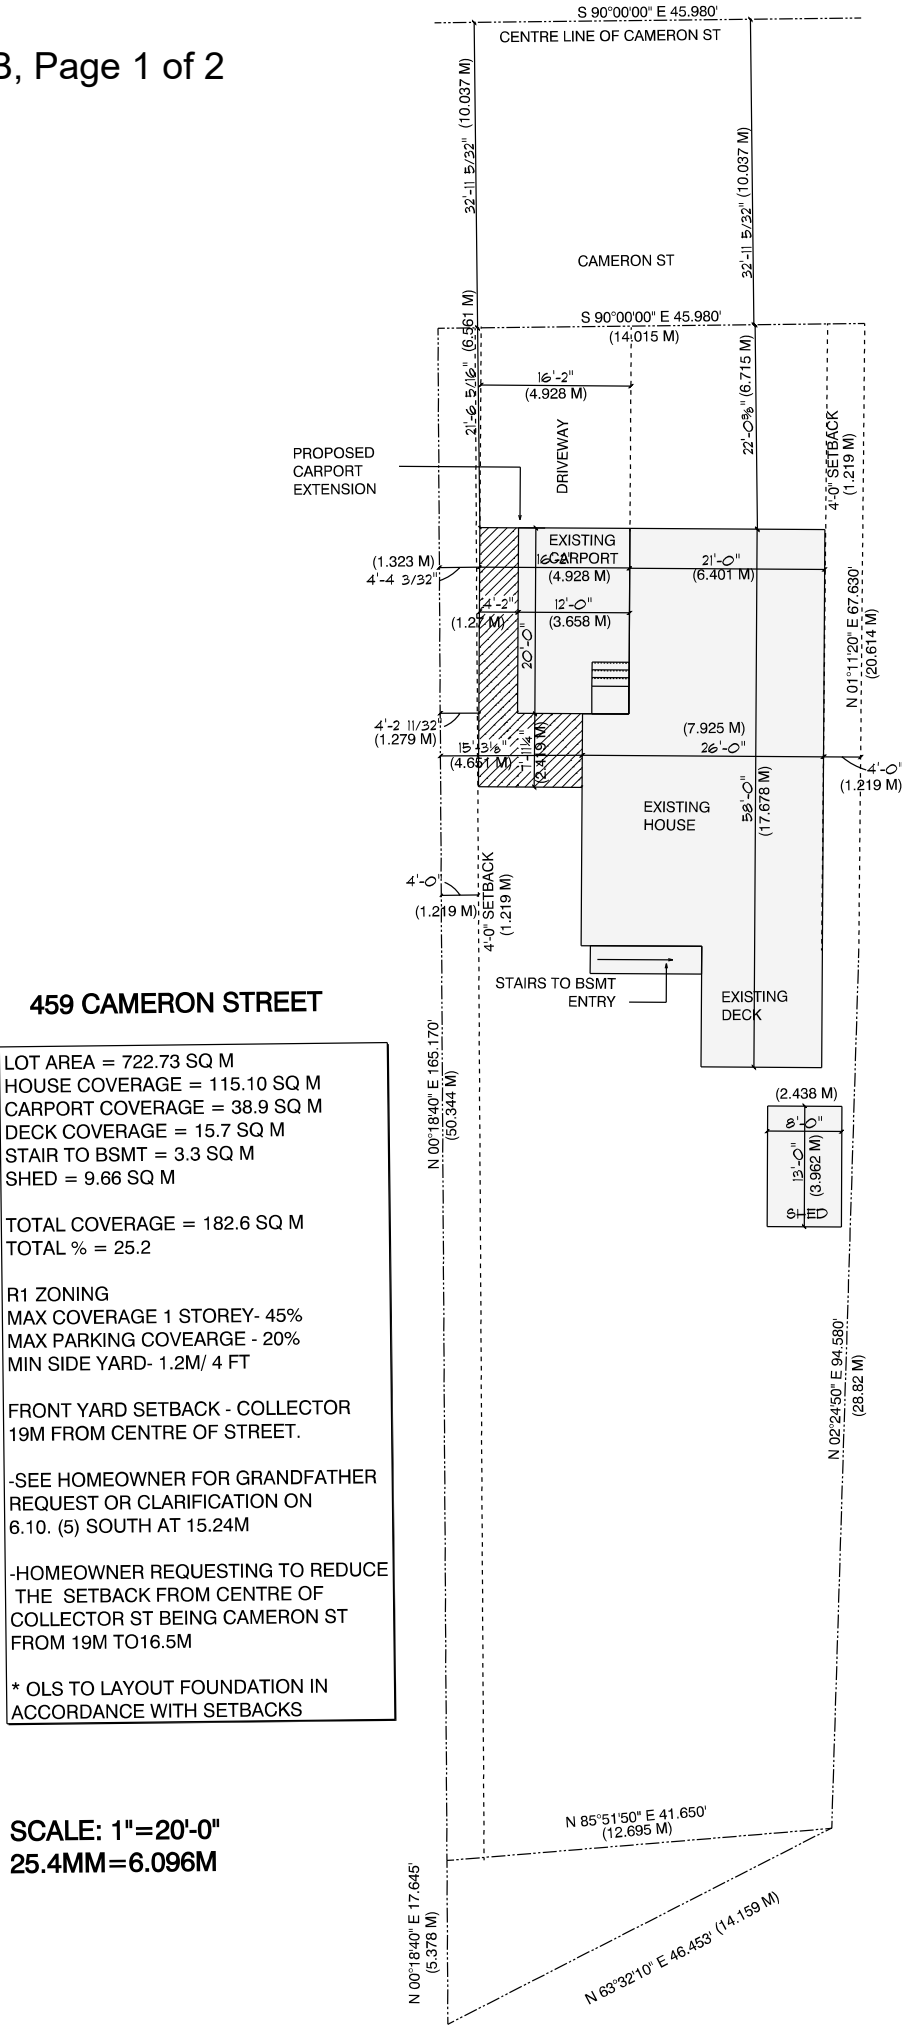 S 90°00'00" E 45.980'
CENTRE LINE OF CAMERON ST
3, Page 1 of 2
32'-11 5/32" (10.037 M)
32'-11 5/32" (10.037 M)
CAMERON ST
S 90°00'00" E 45.980'
(14.015 M)
21'-6 5/16" (6.561 M)
16'-2"
(4.928 M)
22'-0⅜" (6.715 M)
DRIVEWAY
4'-0" SETBACK
(1.219 M)
PROPOSED
CARPORT
EXTENSION
EXISTING
CARPORT
16'-2"
(4.928 M)
21'-0"
(6.401 M)
(1.323 M)
4'-4 3/32"
4'-2"
(1.27 M)
12'-0"
(3.658 M)
20'-0"
N 01°11'20" E 67.630'
(20.614 M)
4'-2 11/32"
(1.279 M)
15'-3⅛"
(4.651 M)
(2.419 M)
(7.925 M)
26'-0"
4'-0"
(1.219 M)
58'-0"
(17.678 M)
EXISTING
HOUSE
4'-0"
(1.219 M)
4'-0" SETBACK
(1.219 M)
STAIRS TO BSMT
ENTRY
EXISTING
DECK
459 CAMERON STREET
LOT AREA = 722.73 SQ M
HOUSE COVERAGE = 115.10 SQ M
CARPORT COVERAGE = 38.9 SQ M
DECK COVERAGE = 15.7 SQ M
STAIR TO BSMT = 3.3 SQ M
SHED = 9.66 SQ M
TOTAL COVERAGE = 182.6 SQ M
TOTAL % = 25.2
R1 ZONING
MAX COVERAGE 1 STOREY- 45%
MAX PARKING COVEARGE - 20%
MIN SIDE YARD- 1.2M/ 4 FT
FRONT YARD SETBACK - COLLECTOR
19M FROM CENTRE OF STREET.
-SEE HOMEOWNER FOR GRANDFATHER
REQUEST OR CLARIFICATION ON
6.10. (5) SOUTH AT 15.24M
-HOMEOWNER REQUESTING TO REDUCE
THE SETBACK FROM CENTRE OF
COLLECTOR ST BEING CAMERON ST
FROM 19M TO16.5M
* OLS TO LAYOUT FOUNDATION IN
ACCORDANCE WITH SETBACKS
N 00°18'40" E 165.170'
(50.344 M)
(2.438 M)
8'-0"
13'-0"
(3.962 M)
SHED
N 02°24'50" E 94.580'
(28.82 M)
SCALE: 1"=20'-0"
25.4MM=6.096M
N 85°51'50" E 41.650'
(12.695 M)
N 00°18'40" E 17.645'
(5.378 M)
N 63°32'10" E 46.453' (14.159 M)